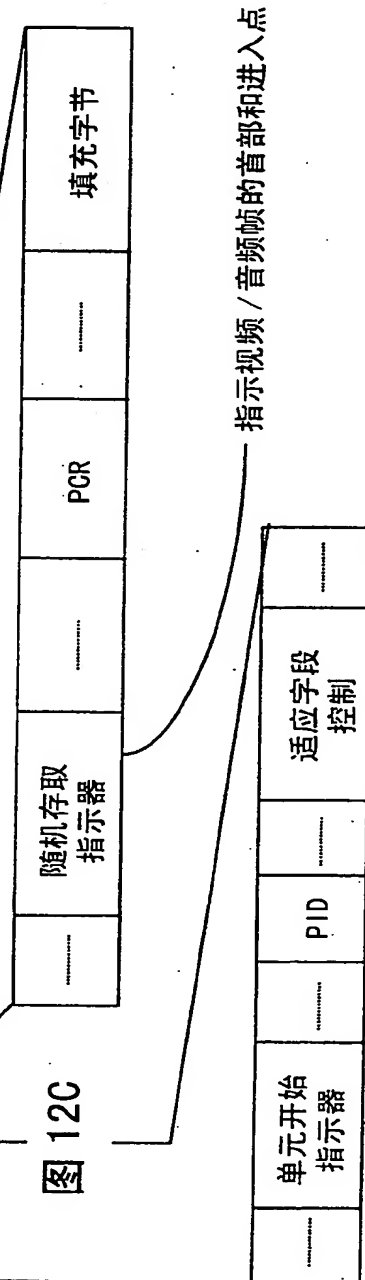 图 12C
随机存取
指示器
PCR
填充字节
指示视频/音频帧的首部和进入点
单元开始
指示器
PID
适应字段
控制